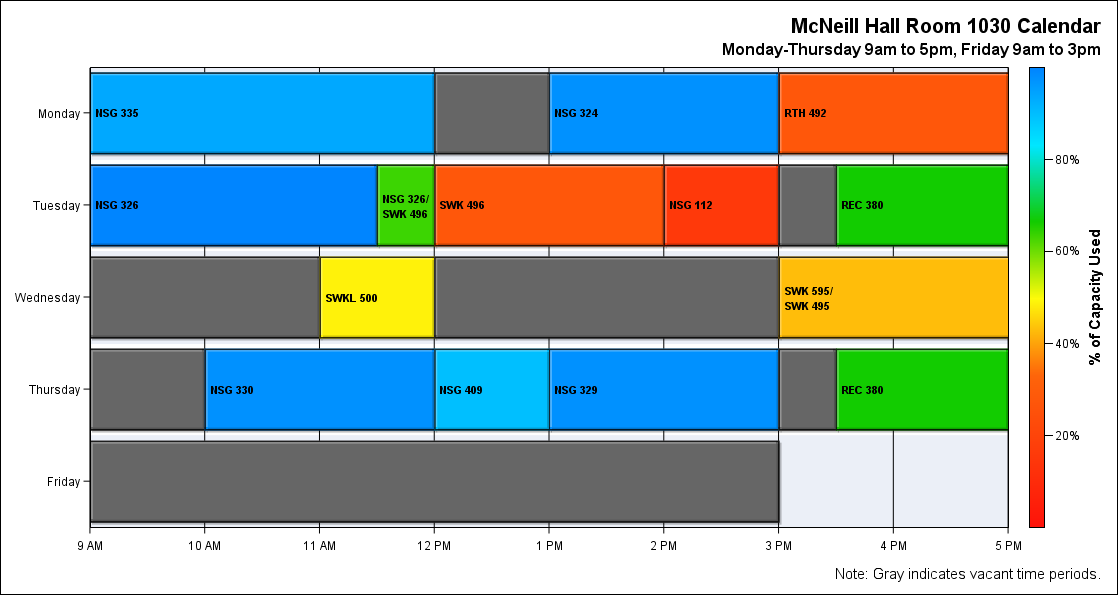 McNeill Hall Room 1030 Calendar
Monday-Thursday 9am to 5pm, Friday 9am to 3pm
Monday
NSG 335
NSG 324
RTH 492
Tuesday
NSG 326
NSG 326/
SWK 496
SWK 496
NSG 112
REC 380
Wednesday
SWKL 500
SWK 595/
SWK 495
Thursday
NSG 330
NSG 409
NSG 329
REC 380
Friday
9 AM
10 AM
11 AM
12 PM
1 PM
2 PM
3 PM
4 PM
5 PM
80%
60%
40%
20%
% of Capacity Used
Note: Gray indicates vacant time periods.